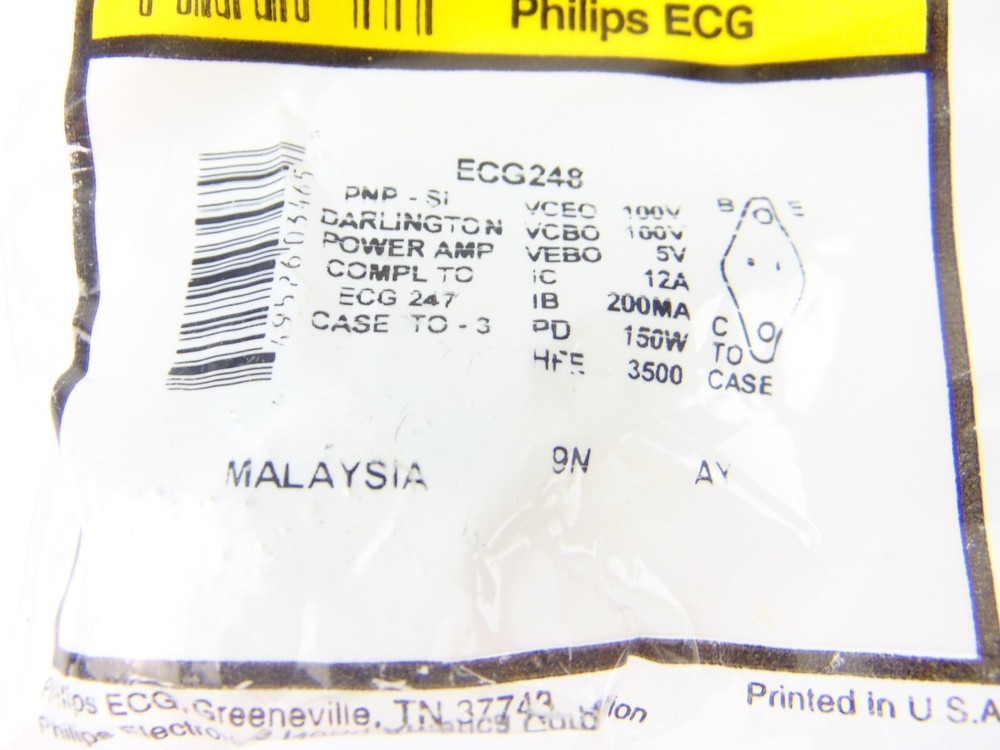 Philips ECG
ECG248
PNP - SI
DARLINGTON
POWER AMP
COMPL TO
ECG 247
CASE TO - 3
VCEO 100V
VCBO 100V
VEBO 5V
IC 12A
IB 200MA
PD 150W
HFE 3500
B E
C
TO
CASE
MALAYSIA 9N AY
Philips ECG, Greeneville, TN 37743
Philips
Printed in U.S.A